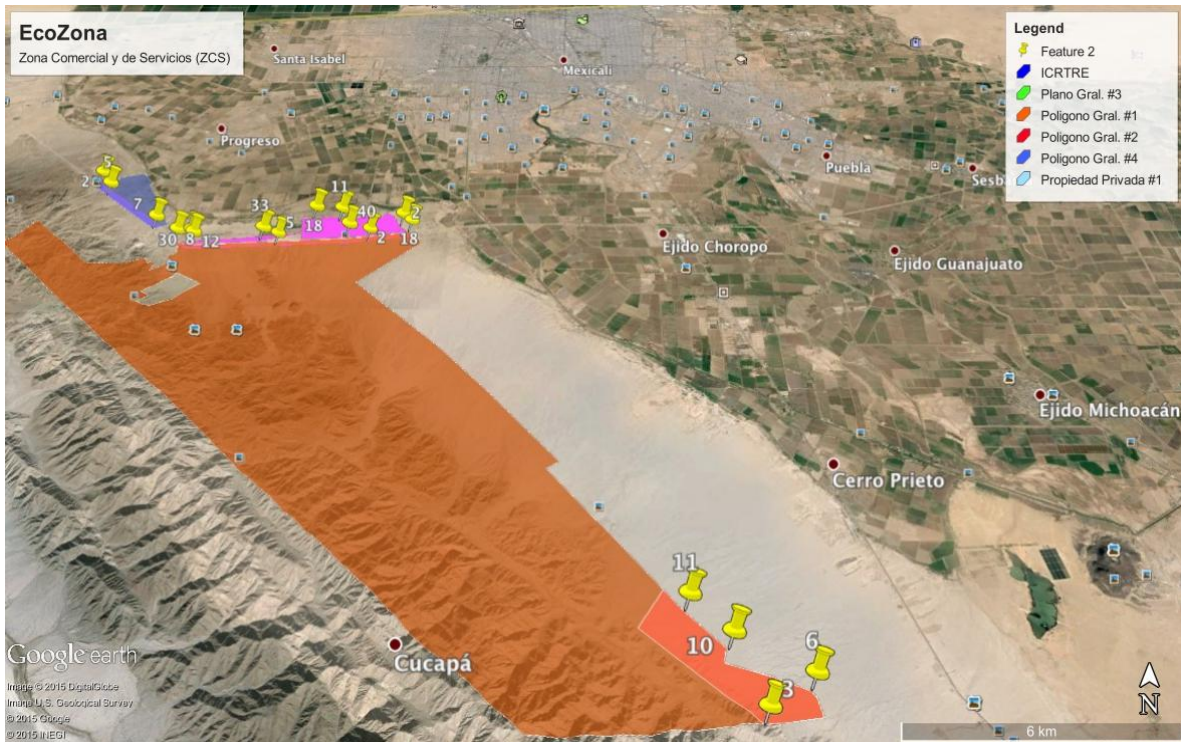 EcoZona
Zona Comercial y de Servicios (ZCS)
Legend
Feature 2
ICRTRE
Plano Gral. #3
Poligono Gral. #1
Poligono Gral. #2
Poligono Gral. #4
Propiedad Privada #1
Santa Isabel
Mexicali
Progreso
Puebla
5
2
7
30
8
12
33
5
18
11
40
2
2
18
Ejido Choropo
Ejido Guanajuato
Ejido Michoacán
Cerro Prieto
11
10
6
3
Cucapá
Google earth
Image © 2015 DigitalGlobe
Image U.S. Geological Survey
© 2015 Google
© 2015 INEGI
N
6 km